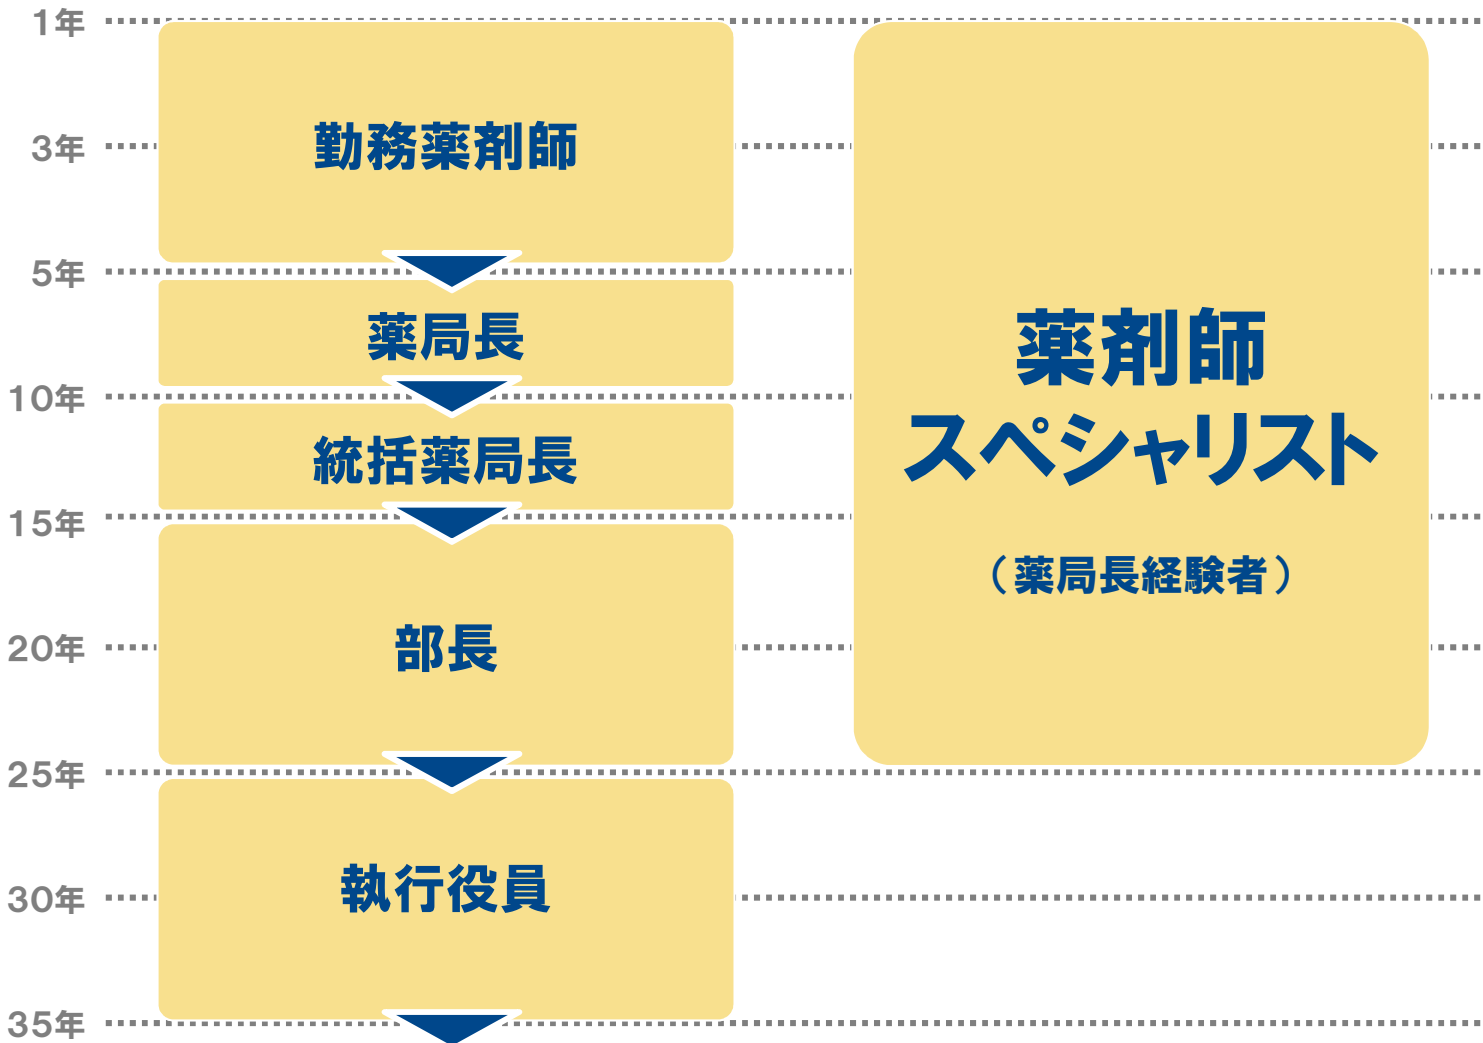 1年
3年
5年
10年
15年
20年
25年
30年
35年
勤務薬剤師
薬局長
統括薬局長
部長
執行役員
薬剤師
スペシャリスト
（薬局長経験者）